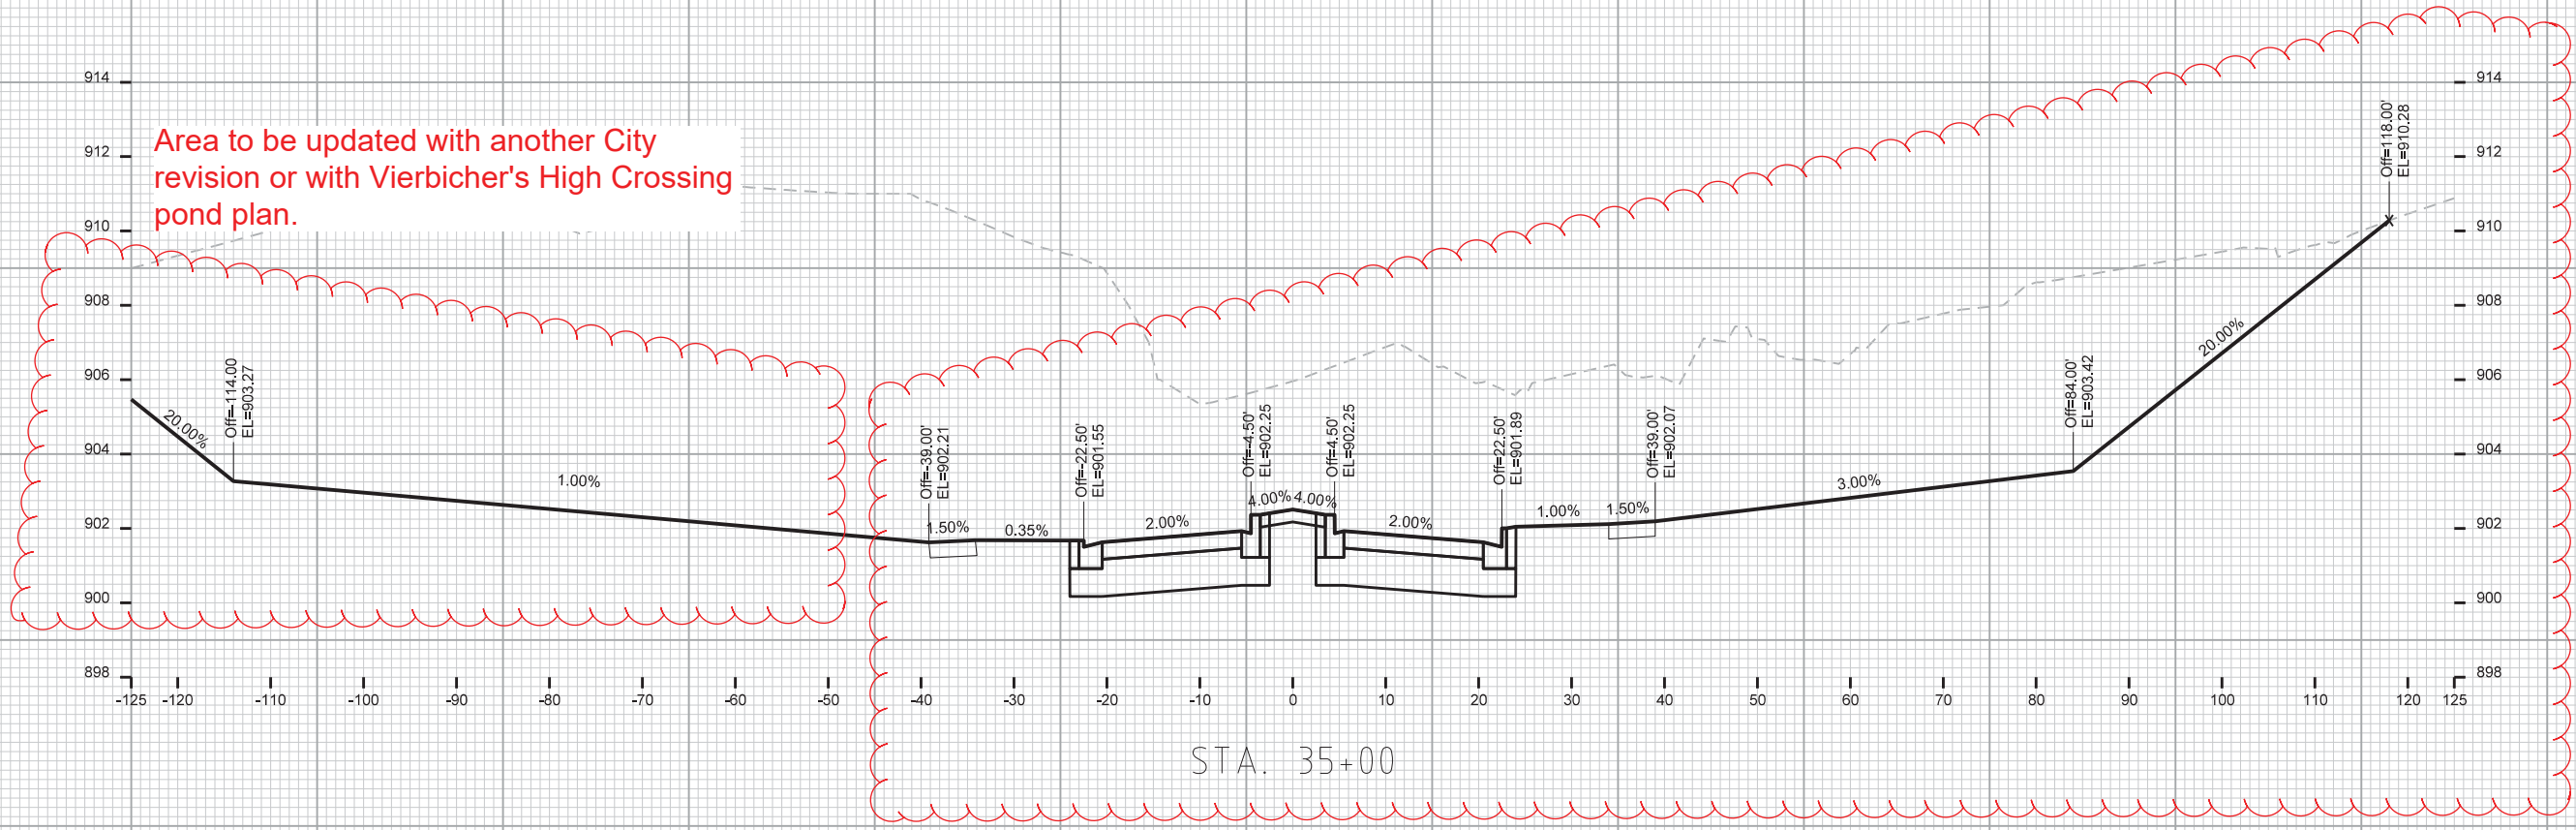 914
914
Area to be updated with another City
revision or with Vierbicher's High Crossing
pond plan.
912
912
910
910
908
908
906
906
904
904
902
902
900
900
898
898
Off=118.00'
EL=910.28
20.00%
Off=-114.00
EL=903.27
1.00%
Off=-39.00'
EL=902.21
1.50%
0.35%
Off=-22.50'
EL=901.55
2.00%
Off=-4.50'
EL=902.25
4.00%
4.00%
Off=4.50'
EL=902.25
2.00%
Off=22.50'
EL=901.89
1.00%
1.50%
Off=39.00'
EL=902.07
3.00%
Off=84.00'
EL=903.42
20.00%
-125 -120 -110 -100 -90 -80 -70 -60 -50 -40 -30 -20 -10 0 10 20 30 40 50 60 70 80 90 100 110 120 125
STA. 35+00